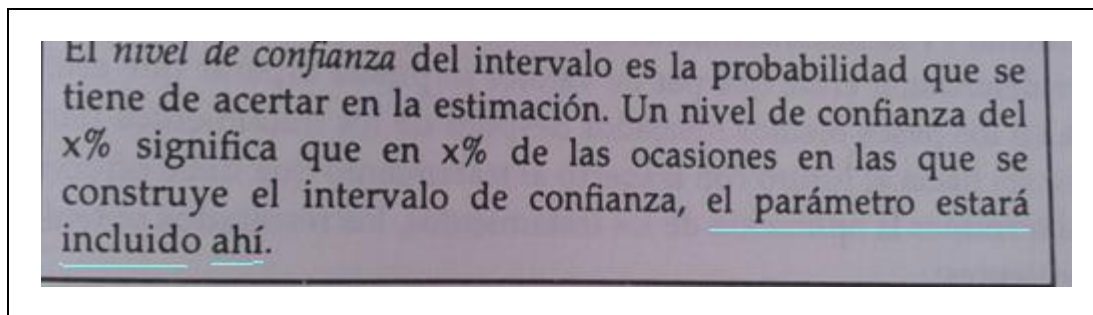 El nivel de confianza del intervalo es la probabilidad que se
tiene de acertar en la estimación. Un nivel de confianza del
x% significa que en x% de las ocasiones en las que se
construye el intervalo de confianza, el parámetro estará
incluido ahí.